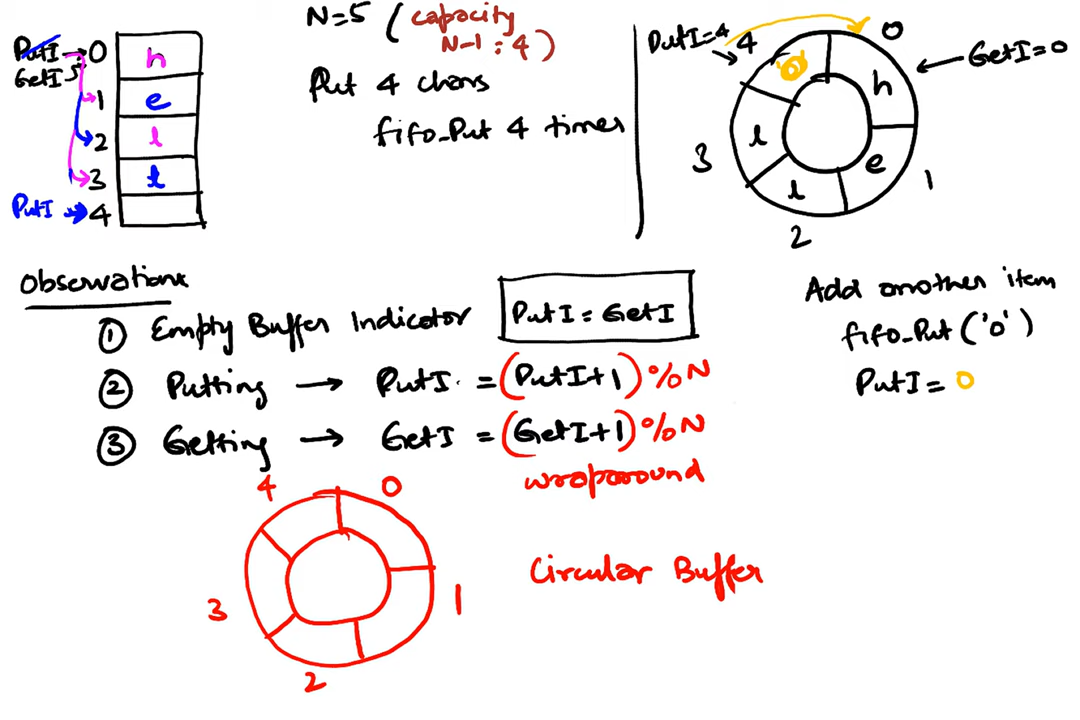 PutI → 0 h
GetI
1 e
2 l
3 l
PutI → 4
N=5 (capacity
N-1 : 4)
Put 4 chars
fifo_Put 4 times
PutI=4 4 0
GetI=0
o h
l e
l
3 1
2
Observations
① Empty Buffer Indicator PutI = GetI
② Putting → PutI = (PutI+1) % N
③ Getting → GetI = (GetI+1) % N
wraparound
Add another item
fifo_Put('o')
PutI = 0
4 0
3 1
2
Circular Buffer